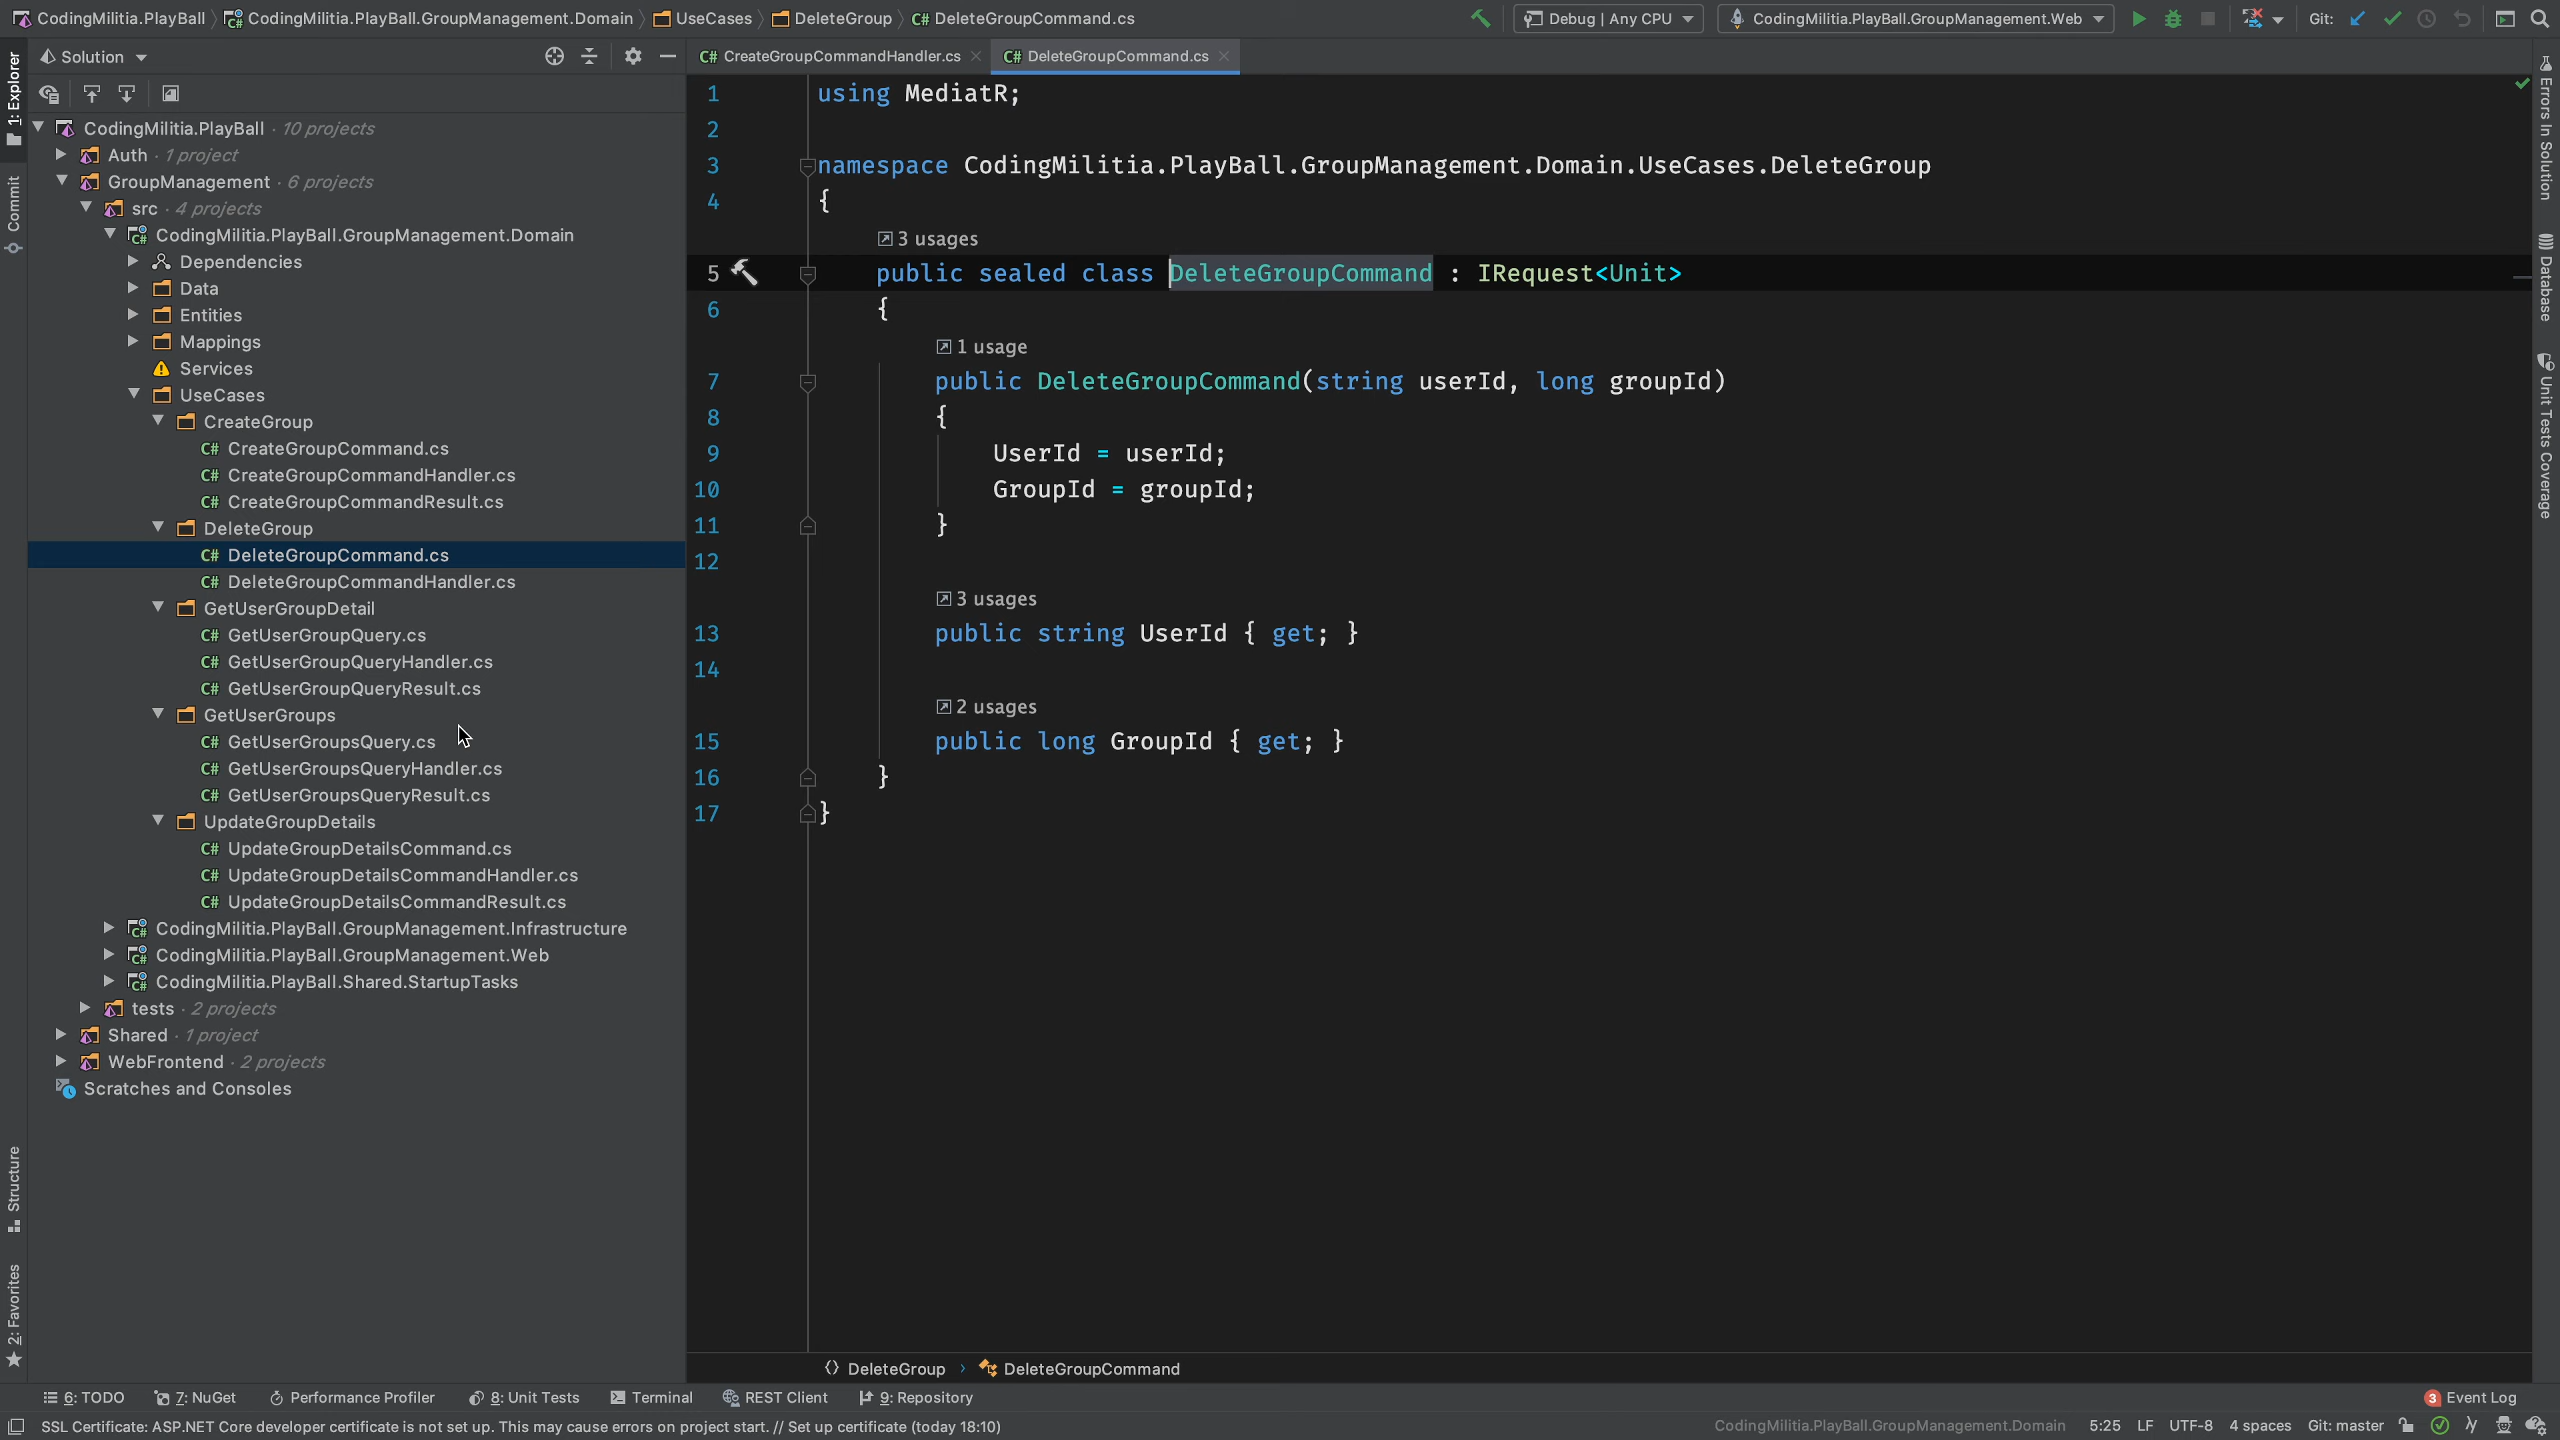 CodingMilitia.PlayBall › CodingMilitia.PlayBall.GroupManagement.Domain › UseCases › DeleteGroup › C# DeleteGroupCommand.cs
Debug | Any CPU
CodingMilitia.PlayBall.GroupManagement.Web
Git:
Solution
C# CreateGroupCommandHandler.cs
C# DeleteGroupCommand.cs
1: Explorer
Commit
Structure
2: Favorites
CodingMilitia.PlayBall · 10 projects
Auth · 1 project
GroupManagement · 6 projects
src · 4 projects
CodingMilitia.PlayBall.GroupManagement.Domain
Dependencies
Data
Entities
Mappings
Services
UseCases
CreateGroup
C# CreateGroupCommand.cs
C# CreateGroupCommandHandler.cs
C# CreateGroupCommandResult.cs
DeleteGroup
C# DeleteGroupCommand.cs
C# DeleteGroupCommandHandler.cs
GetUserGroupDetail
C# GetUserGroupQuery.cs
C# GetUserGroupQueryHandler.cs
C# GetUserGroupQueryResult.cs
GetUserGroups
C# GetUserGroupsQuery.cs
C# GetUserGroupsQueryHandler.cs
C# GetUserGroupsQueryResult.cs
UpdateGroupDetails
C# UpdateGroupDetailsCommand.cs
C# UpdateGroupDetailsCommandHandler.cs
C# UpdateGroupDetailsCommandResult.cs
CodingMilitia.PlayBall.GroupManagement.Infrastructure
CodingMilitia.PlayBall.GroupManagement.Web
CodingMilitia.PlayBall.Shared.StartupTasks
tests · 2 projects
Shared · 1 project
WebFrontend · 2 projects
Scratches and Consoles
1 using MediatR;
2
3 namespace CodingMilitia.PlayBall.GroupManagement.Domain.UseCases.DeleteGroup
4 {
3 usages
5 public sealed class DeleteGroupCommand : IRequest<Unit>
6 {
1 usage
7 public DeleteGroupCommand(string userId, long groupId)
8 {
9 UserId = userId;
10 GroupId = groupId;
11 }
12
3 usages
13 public string UserId { get; }
14
2 usages
15 public long GroupId { get; }
16 }
17 }
Errors In Solution
Database
Unit Tests Coverage
DeleteGroup › DeleteGroupCommand
6: TODO
7: NuGet
Performance Profiler
8: Unit Tests
Terminal
REST Client
9: Repository
3 Event Log
SSL Certificate: ASP.NET Core developer certificate is not set up. This may cause errors on project start. // Set up certificate (today 18:10)
CodingMilitia.PlayBall.GroupManagement.Domain
5:25
LF
UTF-8
4 spaces
Git: master